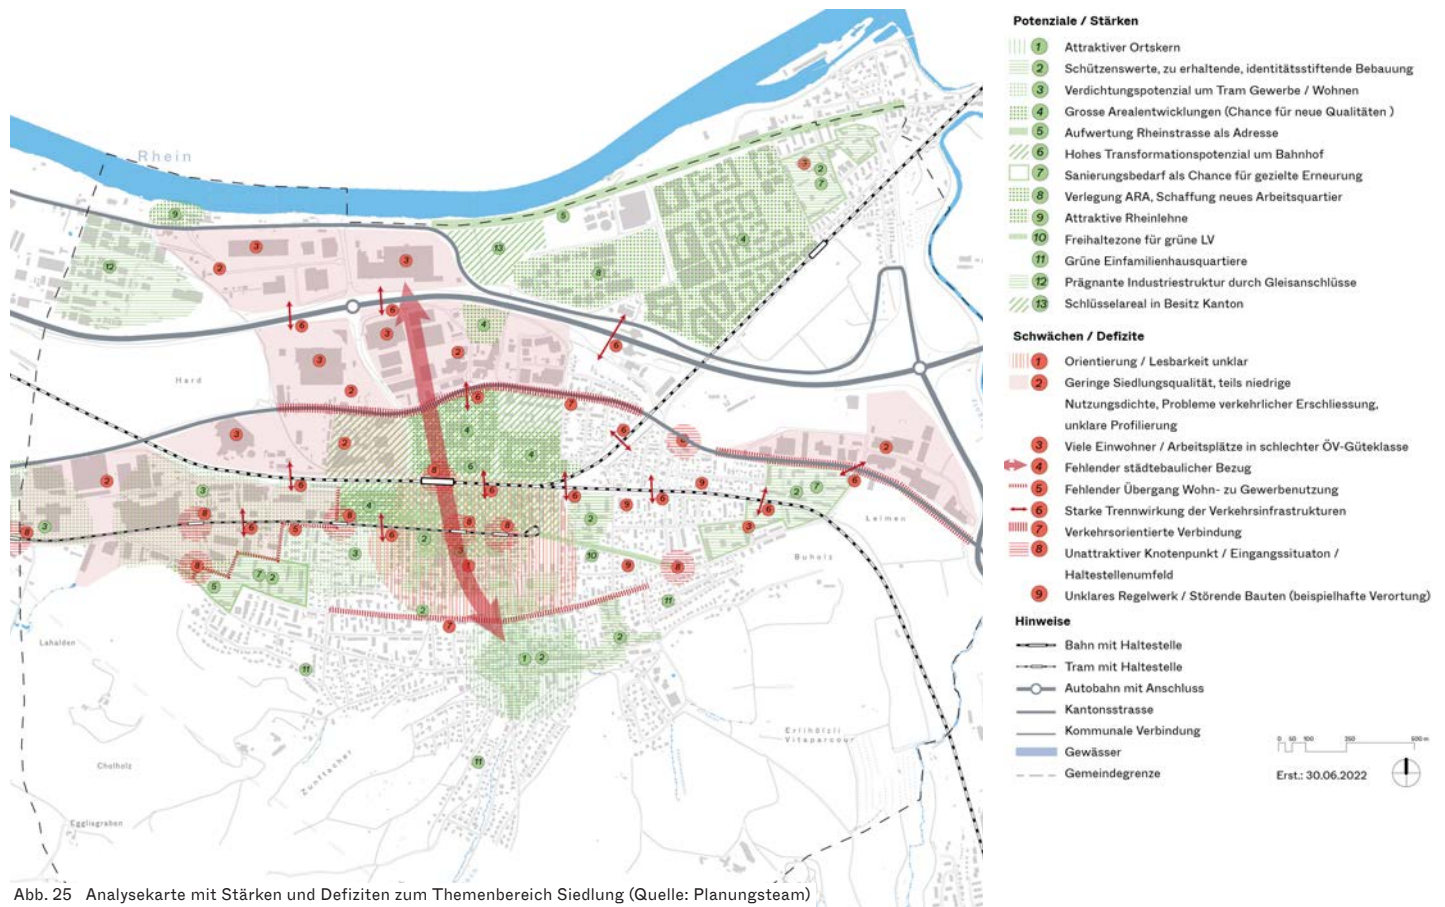 Rhein
Hard
Leimen
Buholz
Lahalden
Erlihölzli
Vitaparcour
Cholholz
Zunftacher
Egglisgraben
Potenziale / Stärken
1 Attraktiver Ortskern
2 Schützenswerte, zu erhaltende, identitätsstiftende Bebauung
3 Verdichtungspotenzial um Tram Gewerbe / Wohnen
4 Grosse Arealentwicklungen (Chance für neue Qualitäten )
5 Aufwertung Rheinstrasse als Adresse
6 Hohes Transformationspotenzial um Bahnhof
7 Sanierungsbedarf als Chance für gezielte Erneurung
8 Verlegung ARA, Schaffung neues Arbeitsquartier
9 Attraktive Rheinlehne
10 Freihaltezone für grüne LV
11 Grüne Einfamilienhausquartiere
12 Prägnante Industriestruktur durch Gleisanschlüsse
13 Schlüsselareal in Besitz Kanton
Schwächen / Defizite
1 Orientierung / Lesbarkeit unklar
2 Geringe Siedlungsqualität, teils niedrige
Nutzungsdichte, Probleme verkehrlicher Erschliessung,
unklare Profilierung
3 Viele Einwohner / Arbeitsplätze in schlechter ÖV-Güteklasse
4 Fehlender städtebaulicher Bezug
5 Fehlender Übergang Wohn- zu Gewerbenutzung
6 Starke Trennwirkung der Verkehrsinfrastrukturen
7 Verkehrsorientierte Verbindung
8 Unattraktiver Knotenpunkt / Eingangssituaton /
Haltestellenumfeld
9 Unklares Regelwerk / Störende Bauten (beispielhafte Verortung)
Hinweise
Bahn mit Haltestelle
Tram mit Haltestelle
Autobahn mit Anschluss
Kantonsstrasse
Kommunale Verbindung
Gewässer
Gemeindegrenze
0 50 100 250 500 m
Erst.: 30.06.2022
Abb. 25 Analysekarte mit Stärken und Defiziten zum Themenbereich Siedlung (Quelle: Planungsteam)